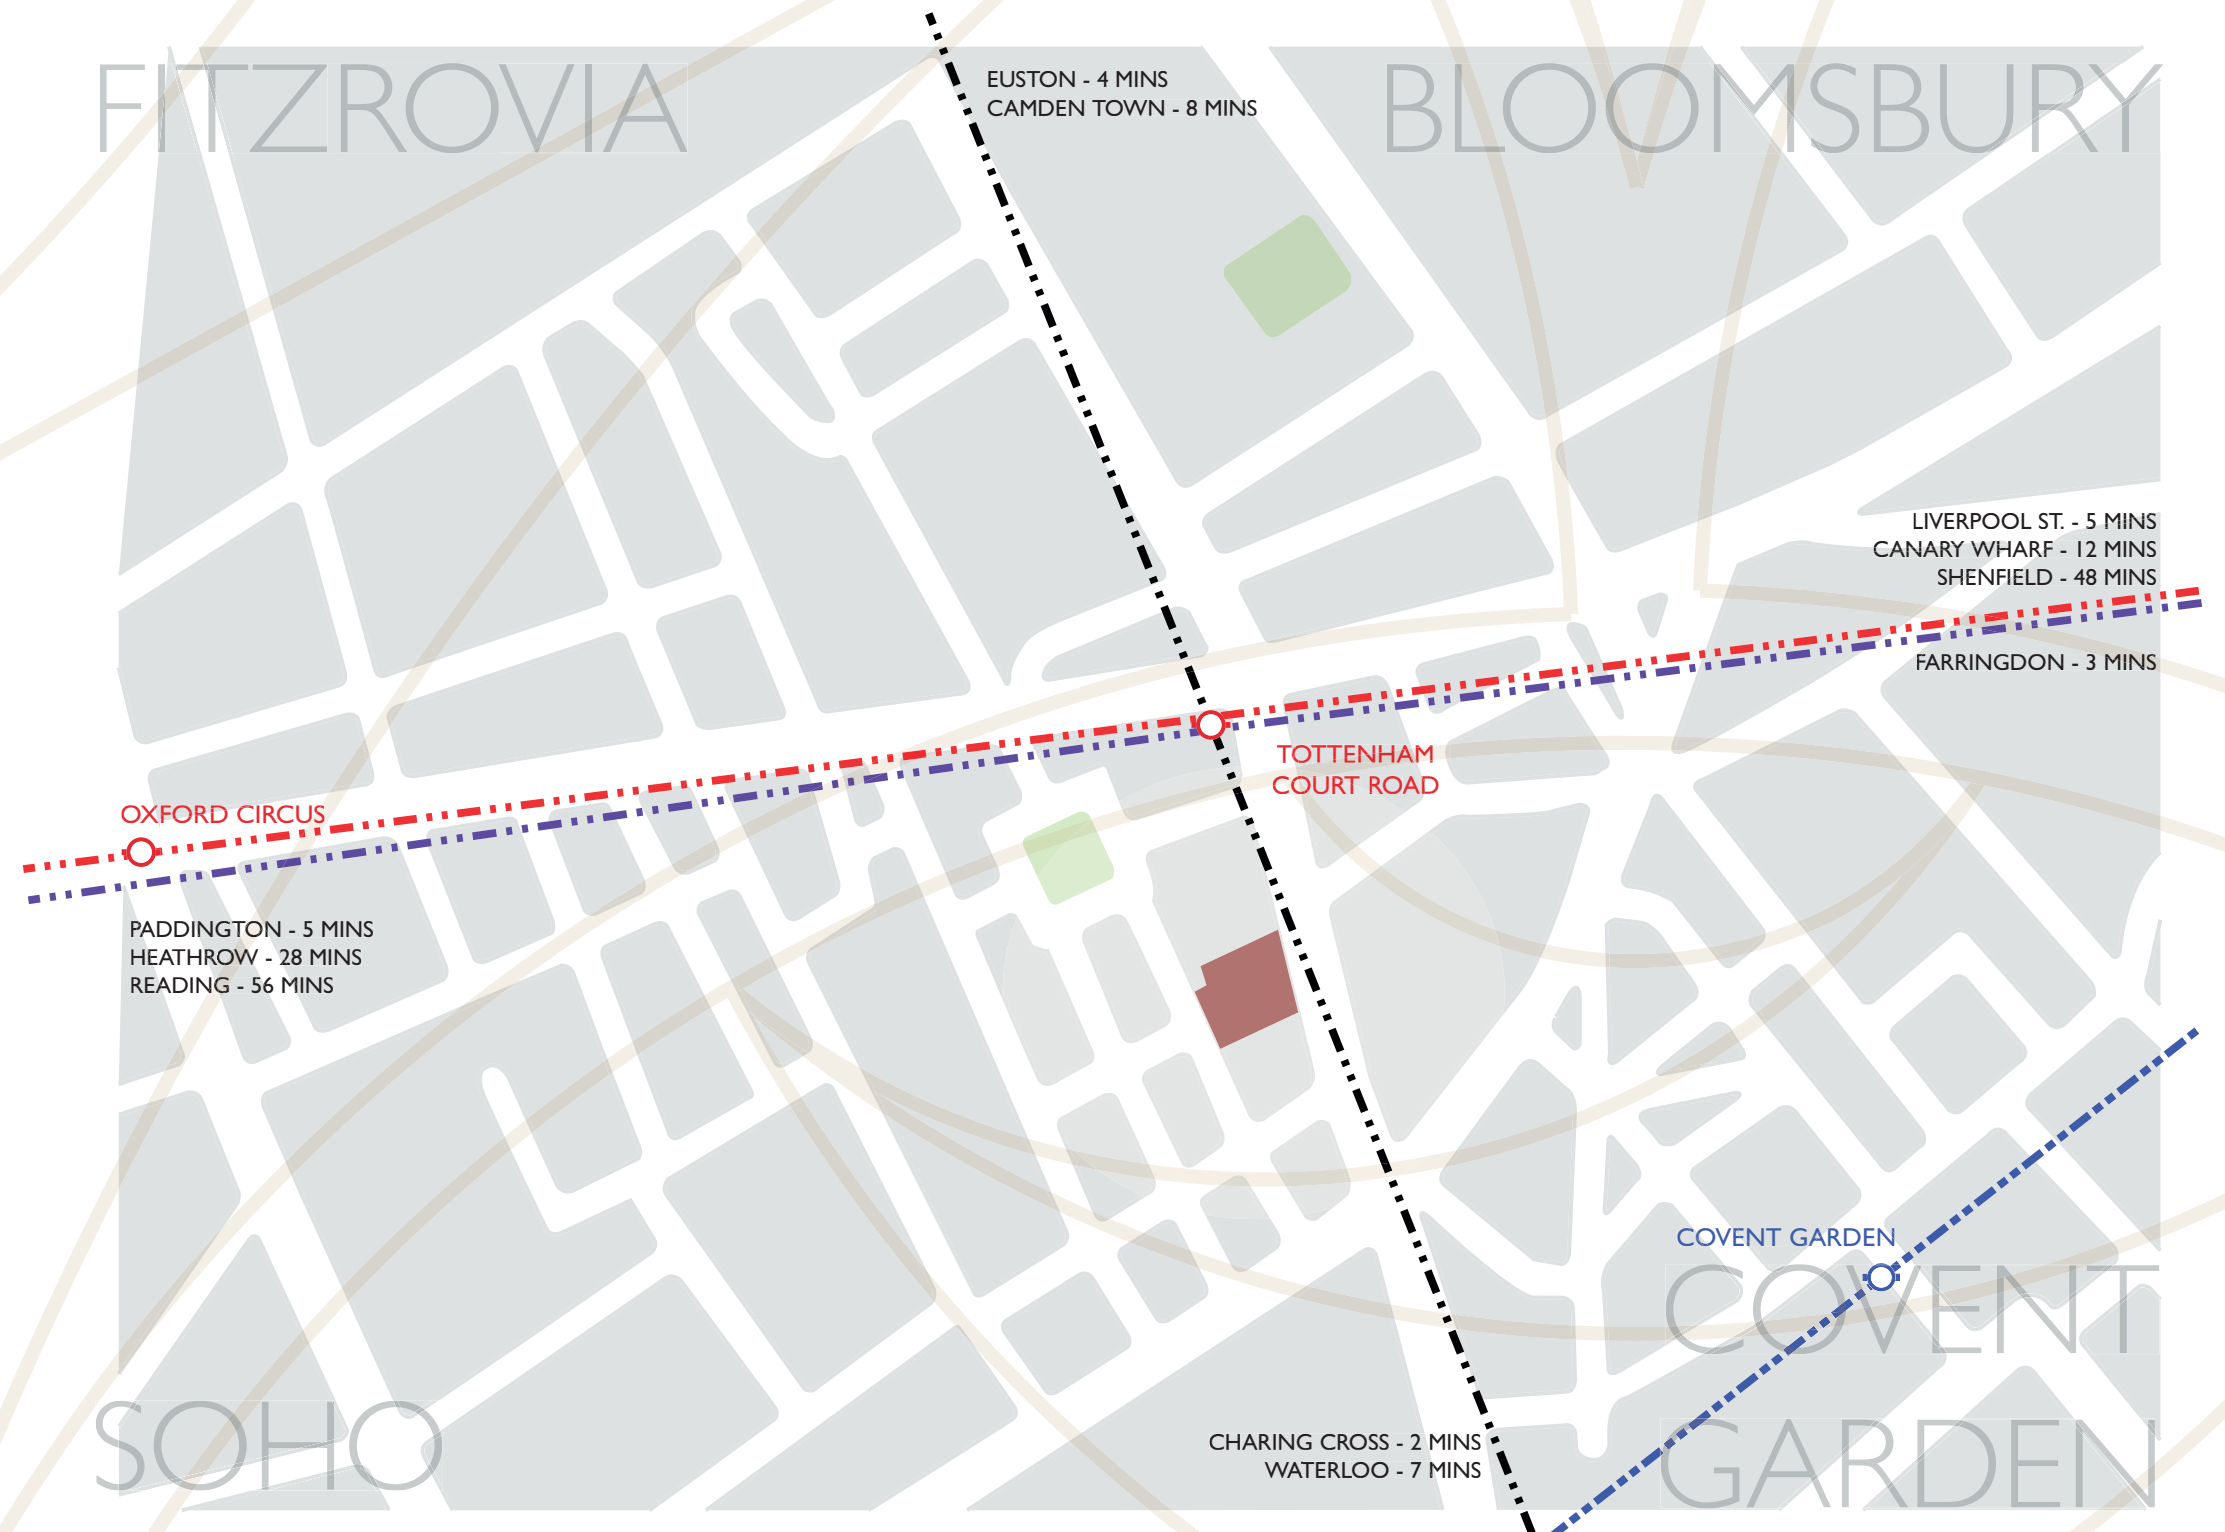 FITZROVIA
BLOOMSBURY
EUSTON - 4 MINS
CAMDEN TOWN - 8 MINS
LIVERPOOL ST. - 5 MINS
CANARY WHARF - 12 MINS
SHENFIELD - 48 MINS
FARRINGDON - 3 MINS
TOTTENHAM
COURT ROAD
OXFORD CIRCUS
PADDINGTON - 5 MINS
HEATHROW - 28 MINS
READING - 56 MINS
COVENT GARDEN
COVENT
GARDEN
SOHO
CHARING CROSS - 2 MINS
WATERLOO - 7 MINS